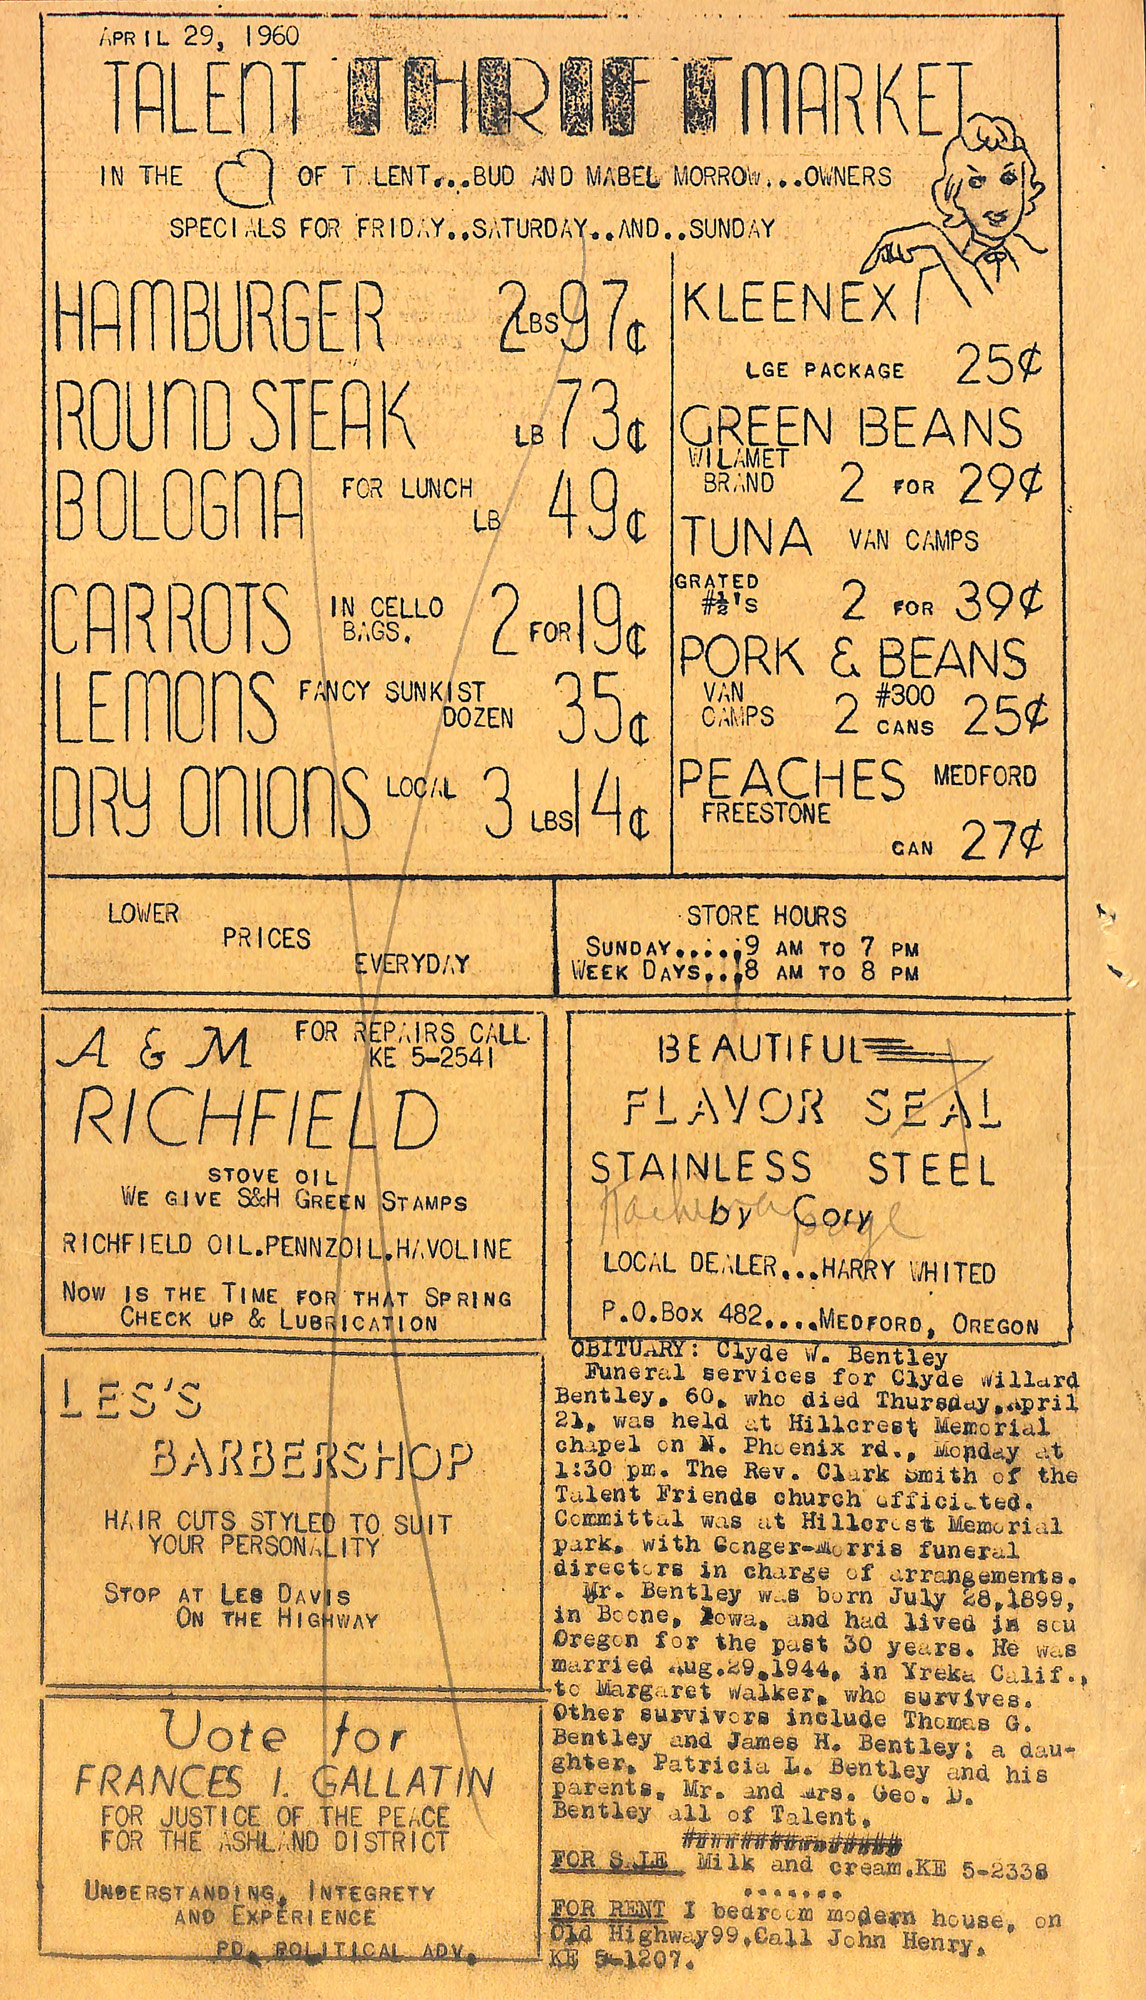 APRIL 29, 1960
TALENT THRIFT MARKET
IN THE OF T LENT...BUD AND MABEL MORROW...OWNERS
SPECIALS FOR FRIDAY..SATURDAY..AND..SUNDAY
HAMBURGER 2 LBS 97¢
ROUND STEAK LB 73¢
BOLOGNA FOR LUNCH LB 49¢
CARROTS IN CELLO BAGS. 2 FOR 19¢
LEMONS FANCY SUNKIST DOZEN 35¢
DRY ONIONS LOCAL 3 LBS 14¢
KLEENEX
LGE PACKAGE 25¢
GREEN BEANS
WILAMET BRAND 2 FOR 29¢
TUNA VAN CAMPS
GRATED #½'S 2 FOR 39¢
PORK & BEANS
VAN CAMPS 2 #300 CANS 25¢
PEACHES MEDFORD
FREESTONE
CAN 27¢
LOWER
PRICES
EVERYDAY
STORE HOURS
SUNDAY.....9 AM TO 7 PM
WEEK DAYS...8 AM TO 8 PM
A & M FOR REPAIRS CALL
KE 5-2541
RICHFIELD
STOVE OIL
WE GIVE S&H GREEN STAMPS
RICHFIELD OIL.PENNZOIL.HAVOLINE
NOW IS THE TIME FOR THAT SPRING
CHECK UP & LUBRICATION
BEAUTIFUL
FLAVOR SEAL
STAINLESS STEEL
by Cory
page
LOCAL DEALER...HARRY WHITED
P.O.BOX 482....MEDFORD, OREGON
LES'S
BARBERSHOP
HAIR CUTS STYLED TO SUIT
YOUR PERSONALITY
STOP AT LES DAVIS
ON THE HIGHWAY
Vote for
FRANCES I. GALLATIN
FOR JUSTICE OF THE PEACE
FOR THE ASHLAND DISTRICT
UNDERSTANDING, INTEGRETY
AND EXPERIENCE
PD. POLITICAL ADV.
OBITUARY: Clyde W. Bentley
Funeral services for Clyde Willard
Bentley, 60, who died Thursday,April
21, was held at Hillcrest Memorial
chapel on N. Phoenix rd., Monday at
1:30 pm. The Rev. Clark Smith of the
Talent Friends church officiated.
Committal was at Hillcrest Memorial
park, with Conger-Morris funeral
directors in charge of arrangements.
Mr. Bentley was born July 28,1899,
in Boone, Iowa, and had lived in sou
Oregon for the past 30 years. He was
married Aug.29,1944, in Yreka Calif.,
to Margaret Walker, who survives.
Other survivors include Thomas G.
Bentley and James H. Bentley; a dau-
ghter, Patricia L. Bentley and his
parents, Mr. and Mrs. Geo. D.
Bentley all of Talent.
################
FOR SALE Milk and cream.KE 5-2338
.......
FOR RENT I bedroom modern house, on
Old Highway99,Call John Henry,
KE 5-1207.